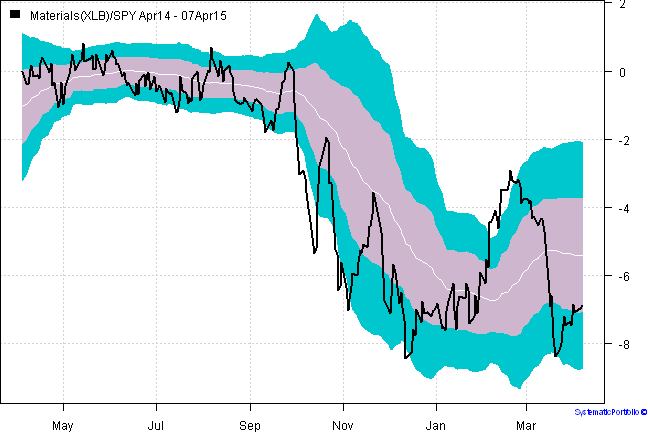 Materials(XLB)/SPY Apr14 - 07Apr15
2
0
-2
-4
-6
-8
May Jul Sep Nov Jan Mar
SystematicPortfolio ©